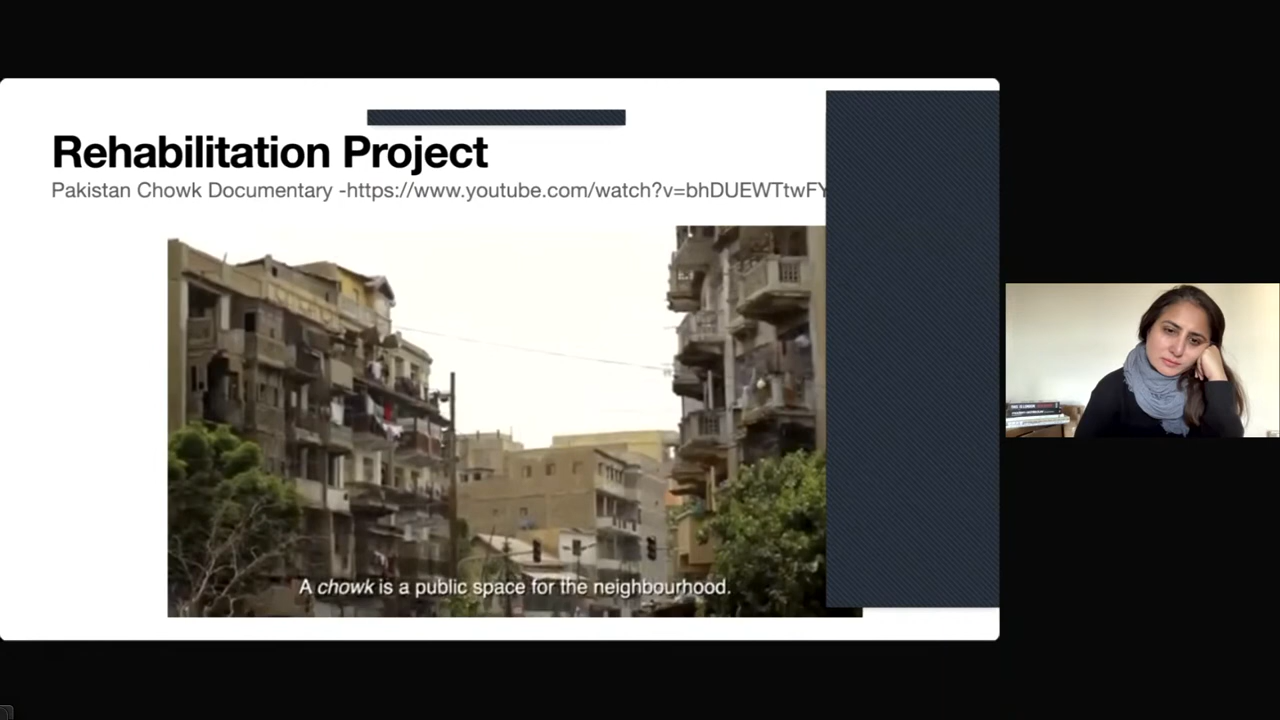 Rehabilitation Project
Pakistan Chowk Documentary -https://www.youtube.com/watch?v=bhDUEWTtwFY
A chowk is a public space for the neighbourhood.